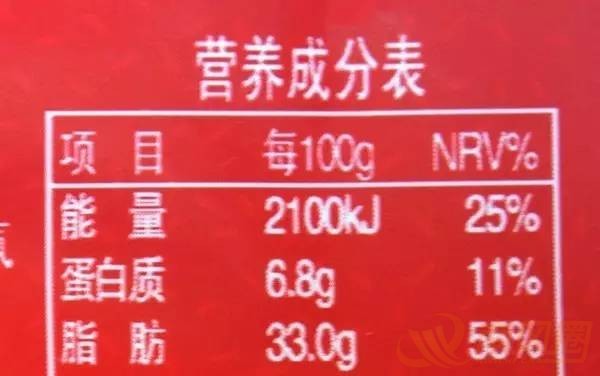 营养成分表
项 目 每100g NRV%
能 量 2100kJ 25%
蛋白质 6.8g 11%
脂 肪 33.0g 55%